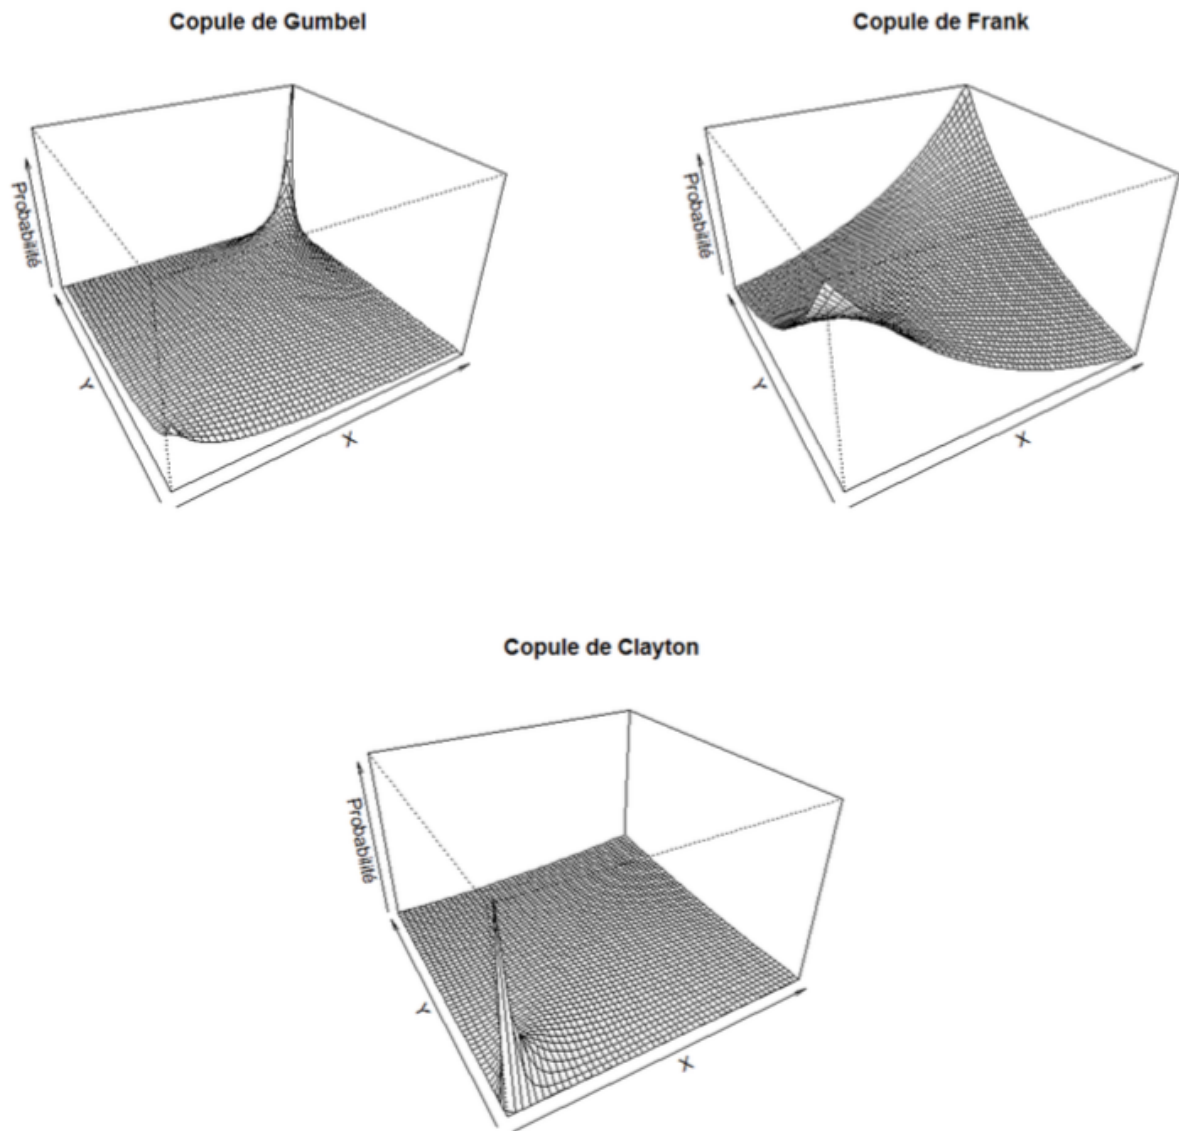 Copule de Gumbel
Copule de Frank
Probabilité
Y
X
Probabilité
Y
X
Copule de Clayton
Probabilité
Y
X